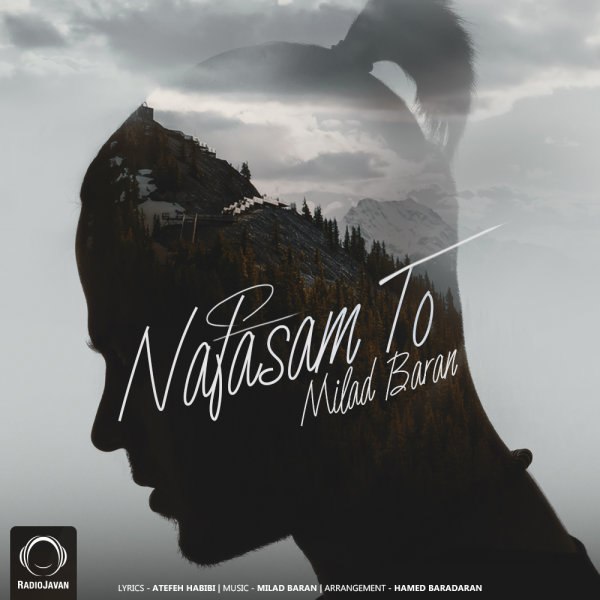 Nafasam To
Milad Baran
RADIOJAVAN
LYRICS - ATEFEH HABIBI | MUSIC - MILAD BARAN | ARRANGEMENT - HAMED BARADARAN